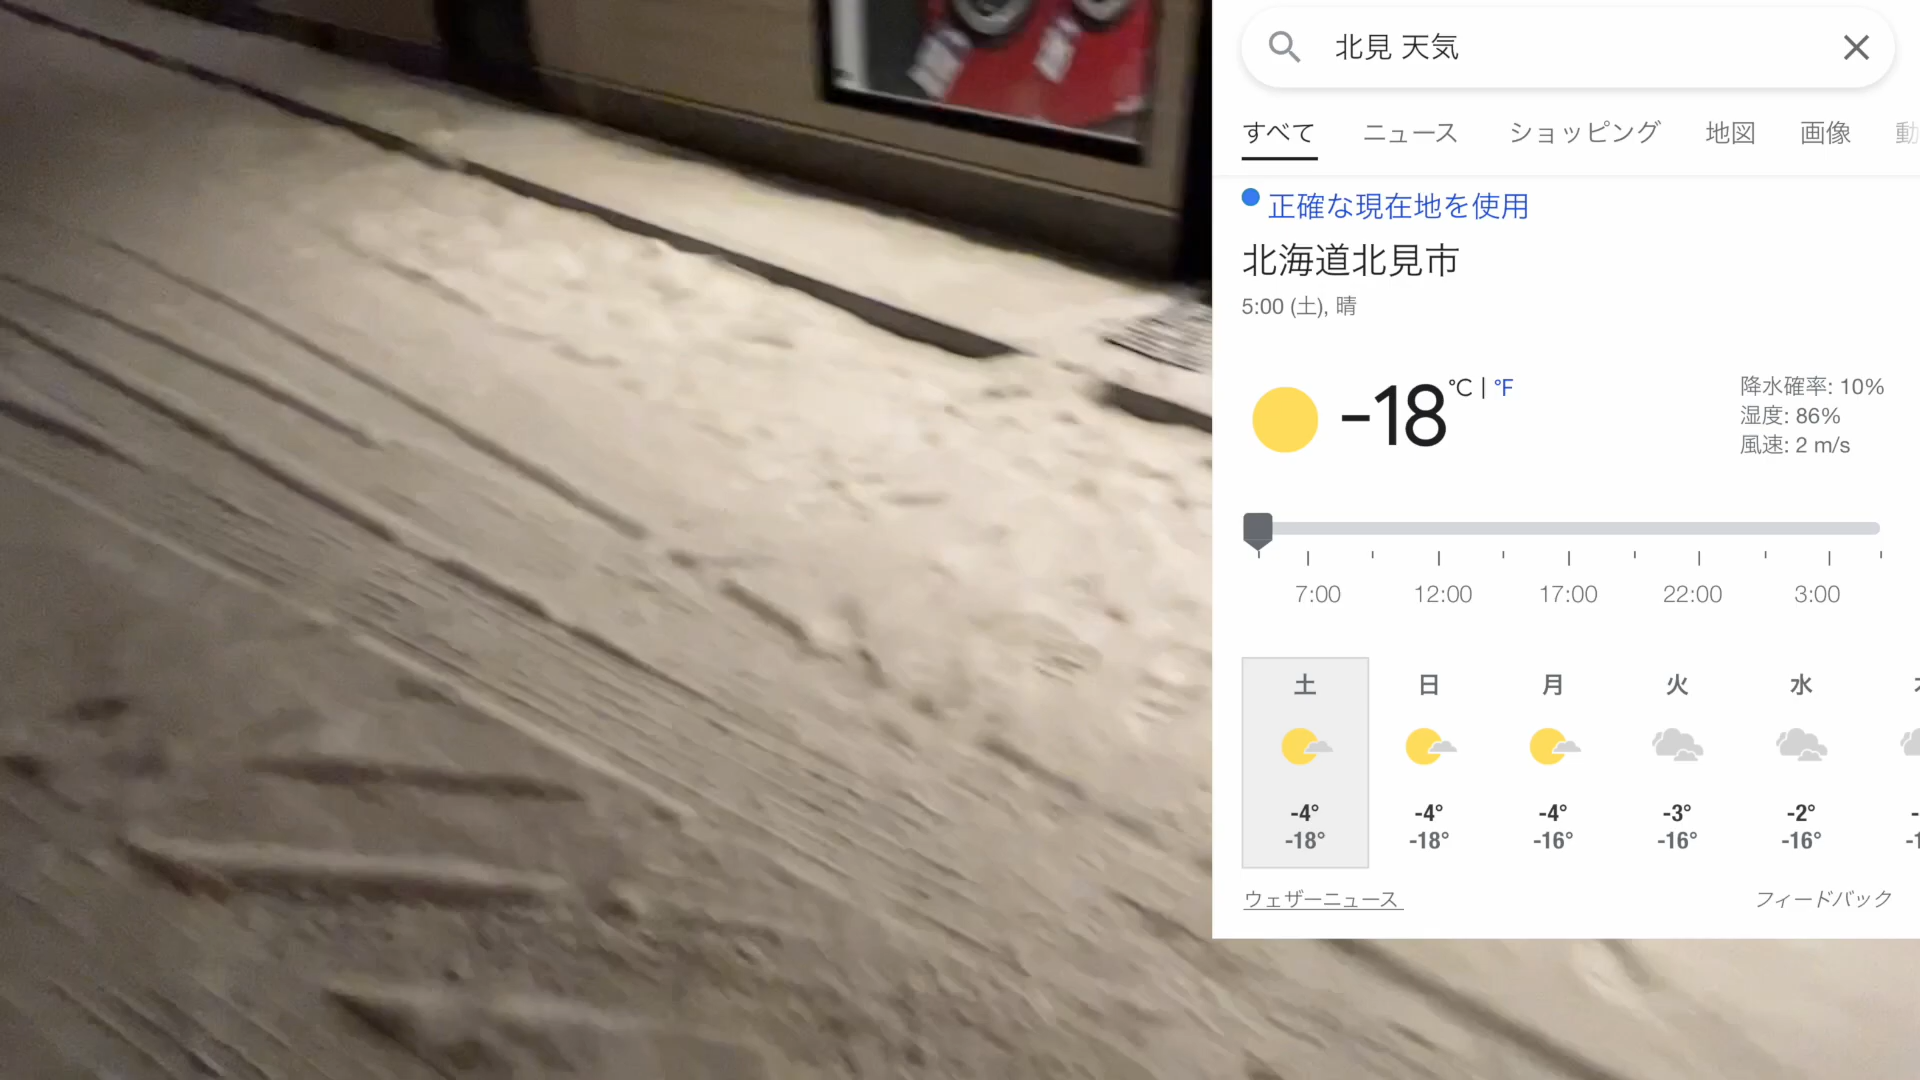 北見 天気
すべて ニュース ショッピング 地図 画像 動
正確な現在地を使用
北海道北見市
5:00 (土), 晴
-18 °C | °F
降水確率: 10%
湿度: 86%
風速: 2 m/s
7:00 12:00 17:00 22:00 3:00
土 日 月 火 水
-4° -4° -4° -3° -2°
-18° -18° -16° -16° -16°
ウェザーニュース フィードバック